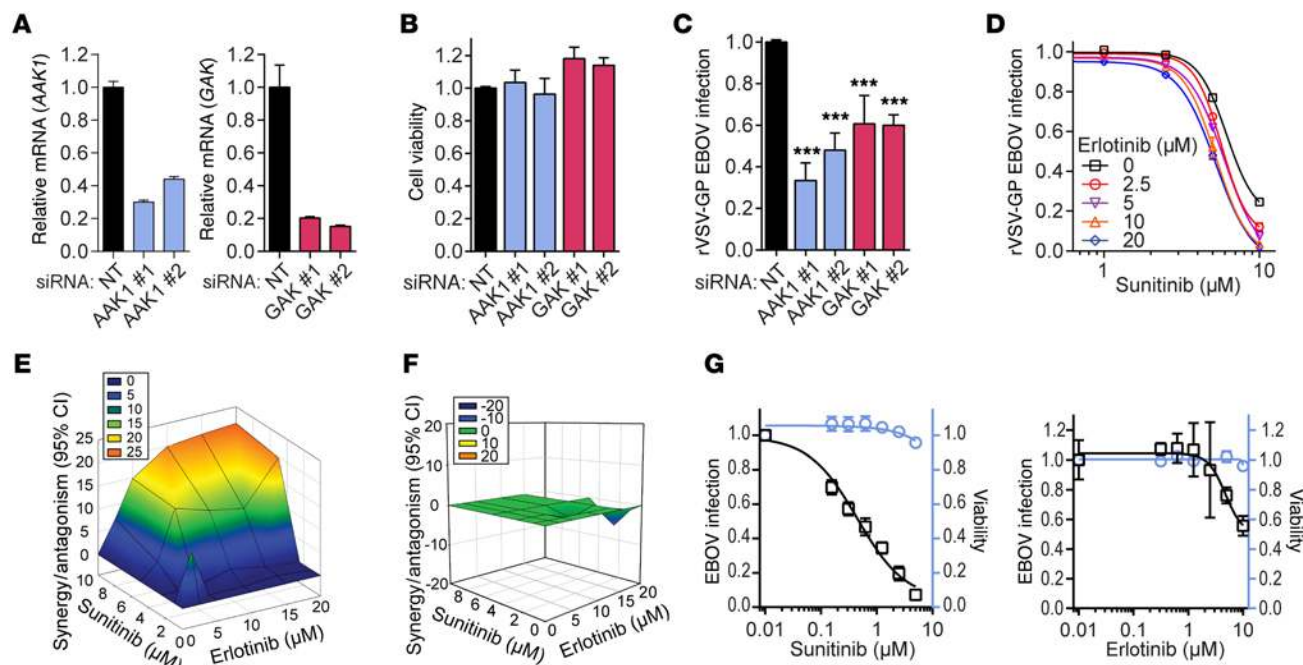 A
Relative mRNA (AAK1)
1.2
1.0
0.8
0.6
0.4
0.2
0.0
siRNA:
NT
AAK1 #1
AAK1 #2
Relative mRNA (GAK)
1.2
1.0
0.8
0.6
0.4
0.2
0.0
siRNA:
NT
GAK #1
GAK #2
B
Cell viability
1.2
1.0
0.8
0.6
0.4
0.2
0.0
siRNA:
NT
AAK1 #1
AAK1 #2
GAK #1
GAK #2
C
rVSV-GP EBOV infection
1.0
0.8
0.6
0.4
0.2
0.0
***
***
***
***
siRNA:
NT
AAK1 #1
AAK1 #2
GAK #1
GAK #2
D
rVSV-GP EBOV infection
1.0
0.8
0.6
0.4
0.2
0.0
Erlotinib (µM)
0
2.5
5
10
20
1
10
Sunitinib (µM)
E
0
5
10
15
20
25
Synergy/antagonism (95% CI)
25
20
15
10
5
0
10
8
6
4
2
0
Sunitinib (µM)
0
5
10
15
20
Erlotinib (µM)
F
-20
-10
0
10
20
Synergy/antagonism (95% CI)
20
10
0
-10
-20
10
8
6
4
2
0
Sunitinib (µM)
0
5
10
15
20
Erlotinib (µM)
G
EBOV infection
1.0
0.8
0.6
0.4
0.2
0.0
0.01
0.1
1
10
Sunitinib (µM)
1.0
0.8
0.6
0.4
0.2
0.0
Viability
EBOV infection
1.2
1.0
0.8
0.6
0.4
0.2
0.0
0.01
0.1
1
10
Erlotinib (µM)
1.2
1.0
0.8
0.6
0.4
0.2
0.0
Viability